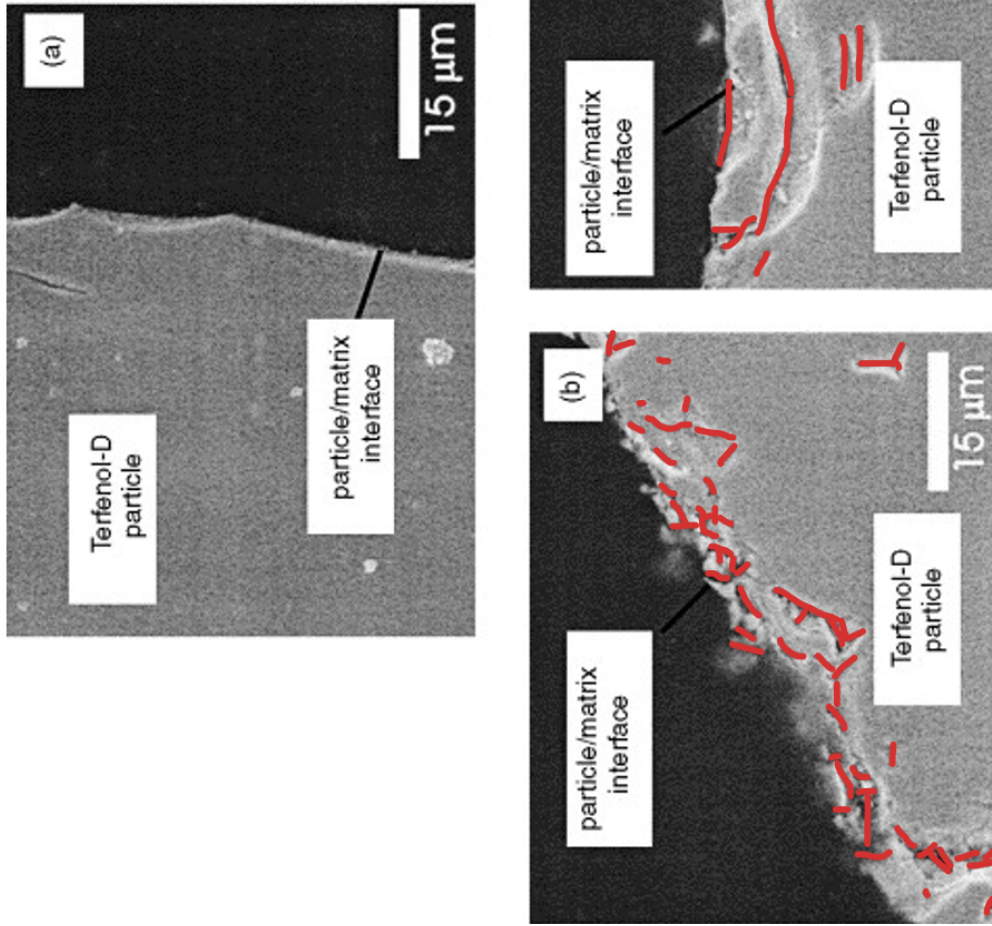 (a)
15 μm
Terfenol-D
particle
particle/matrix
interface
particle/matrix
interface
Terfenol-D
particle
(b)
15 μm
particle/matrix
interface
Terfenol-D
particle